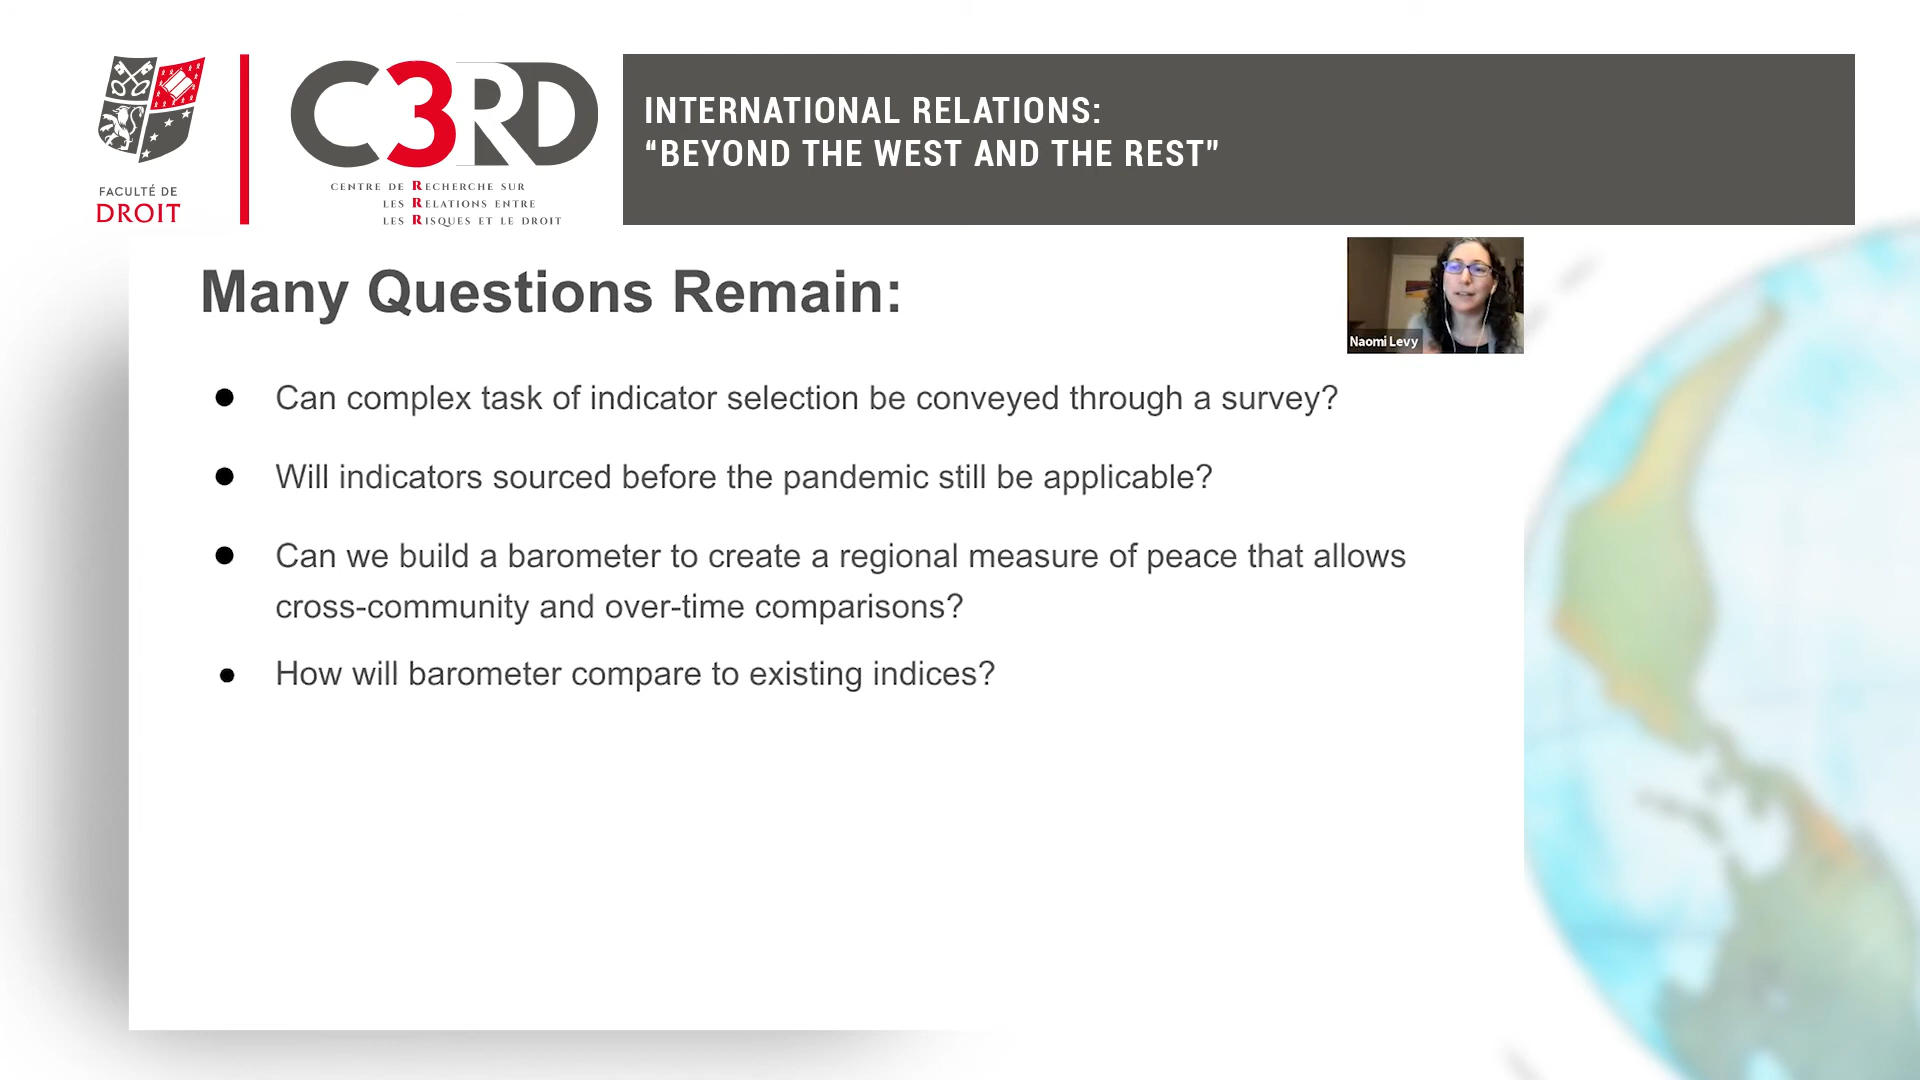 FACULTÉ DE
DROIT
C3RD
CENTRE DE RECHERCHE SUR
LES RELATIONS ENTRE
LES RISQUES ET LE DROIT
INTERNATIONAL RELATIONS:
“BEYOND THE WEST AND THE REST”
Naomi Levy
Many Questions Remain:
● Can complex task of indicator selection be conveyed through a survey?
● Will indicators sourced before the pandemic still be applicable?
● Can we build a barometer to create a regional measure of peace that allows
cross-community and over-time comparisons?
● How will barometer compare to existing indices?